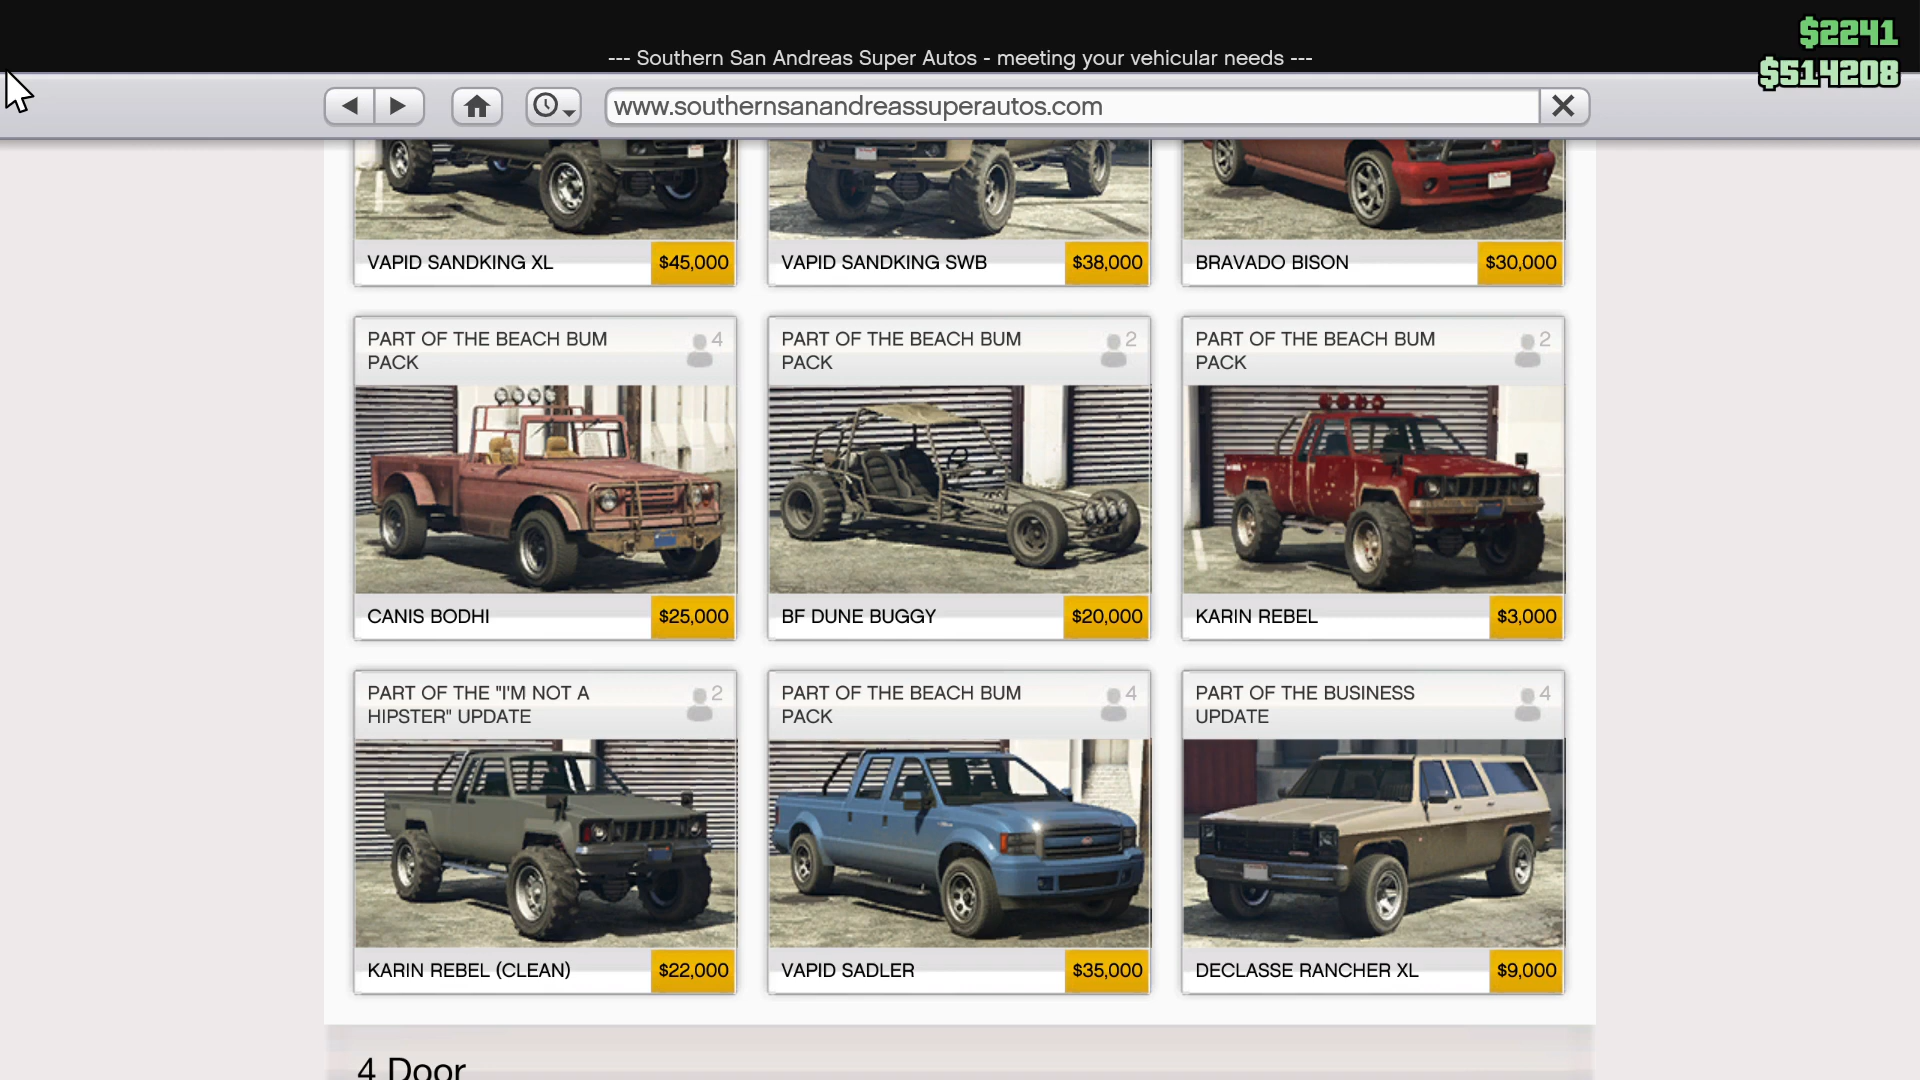 $2241
--- Southern San Andreas Super Autos - meeting your vehicular needs ---
$514208
www.southernsanandreassuperautos.com
VAPID SANDKING XL $45,000
VAPID SANDKING SWB $38,000
BRAVADO BISON $30,000
PART OF THE BEACH BUM
PACK
4
CANIS BODHI $25,000
PART OF THE BEACH BUM
PACK
2
BF DUNE BUGGY $20,000
PART OF THE BEACH BUM
PACK
2
KARIN REBEL $3,000
PART OF THE "I'M NOT A
HIPSTER" UPDATE
2
KARIN REBEL (CLEAN) $22,000
PART OF THE BEACH BUM
PACK
4
VAPID SADLER $35,000
PART OF THE BUSINESS
UPDATE
4
DECLASSE RANCHER XL $9,000
4 Door